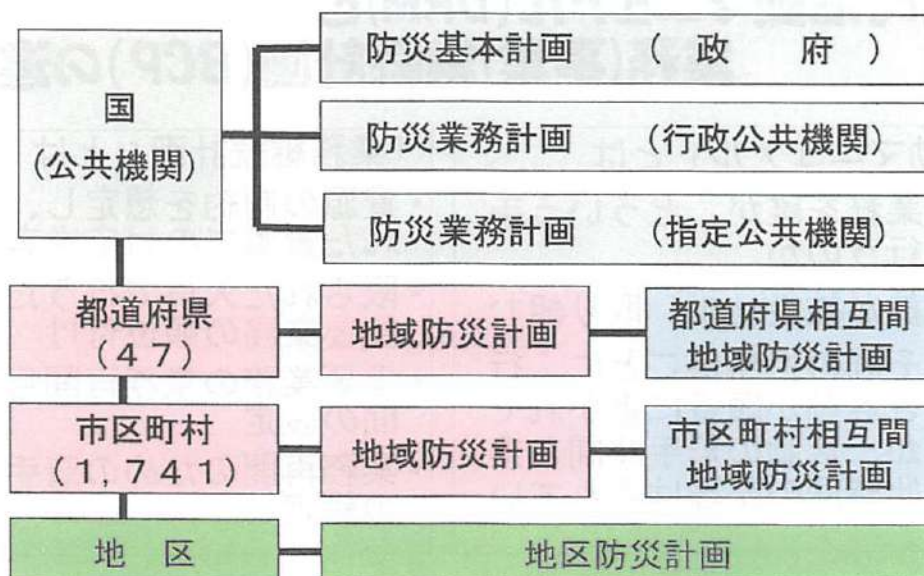 国
(公共機関)
防災基本計画 (政 府)
防災業務計画 (行政公共機関)
防災業務計画 (指定公共機関)
都道府県
(47)
地域防災計画
都道府県相互間
地域防災計画
市区町村
(1,741)
地域防災計画
市区町村相互間
地域防災計画
地 区
地区防災計画